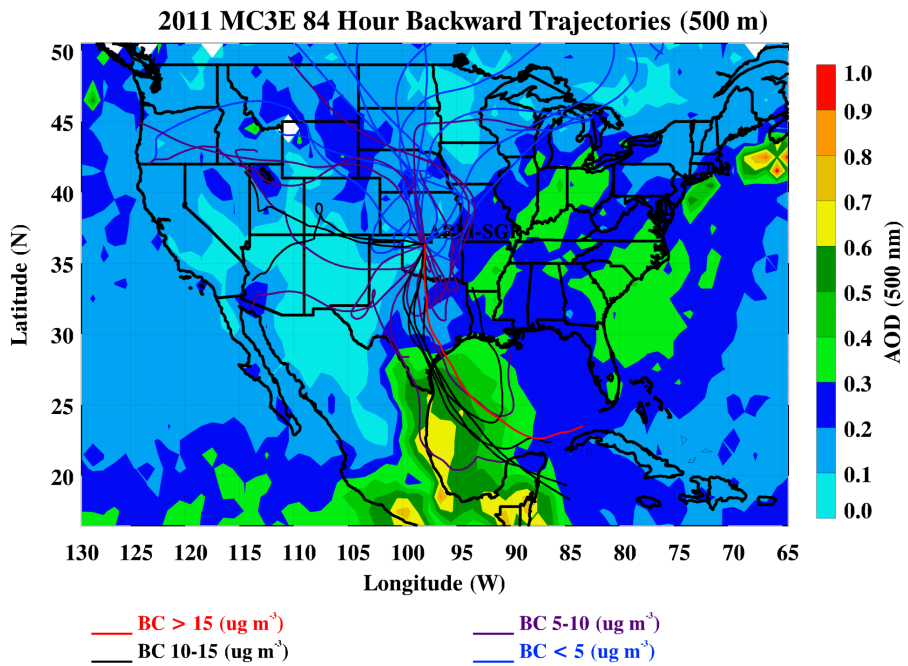 2011 MC3E 84 Hour Backward Trajectories (500 m)
50
45
40
35
30
25
20
Latitude (N)
130 125 120 115 110 105 100 95 90 85 80 75 70 65
Longitude (W)
1.0
0.9
0.8
0.7
0.6
0.5
0.4
0.3
0.2
0.1
0.0
AOD (500 nm)
BC > 15 (ug m⁻³)
BC 5-10 (ug m⁻³)
BC 10-15 (ug m⁻³)
BC < 5 (ug m⁻³)